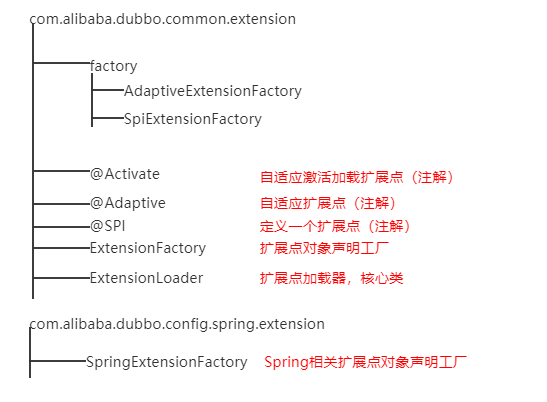 com.alibaba.dubbo.common.extension
factory
AdaptiveExtensionFactory
SpiExtensionFactory
@Activate 自适应激活加载扩展点（注解）
@Adaptive 自适应扩展点（注解）
@SPI 定义一个扩展点（注解）
ExtensionFactory 扩展点对象声明工厂
ExtensionLoader 扩展点加载器，核心类
com.alibaba.dubbo.config.spring.extension
SpringExtensionFactory Spring相关扩展点对象声明工厂